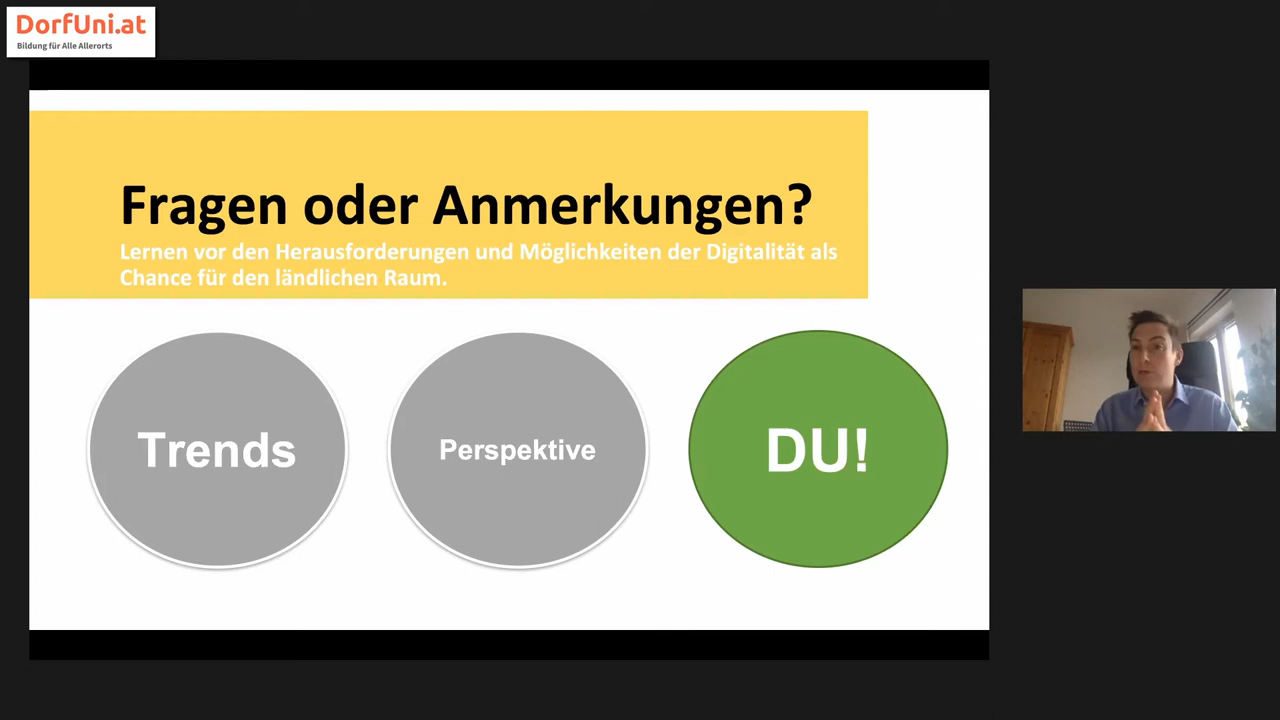 DorfUni.at
Bildung für Alle Allerorts
Fragen oder Anmerkungen?
Lernen vor den Herausforderungen und Möglichkeiten der Digitalität als
Chance für den ländlichen Raum.
Trends
Perspektive
DU!